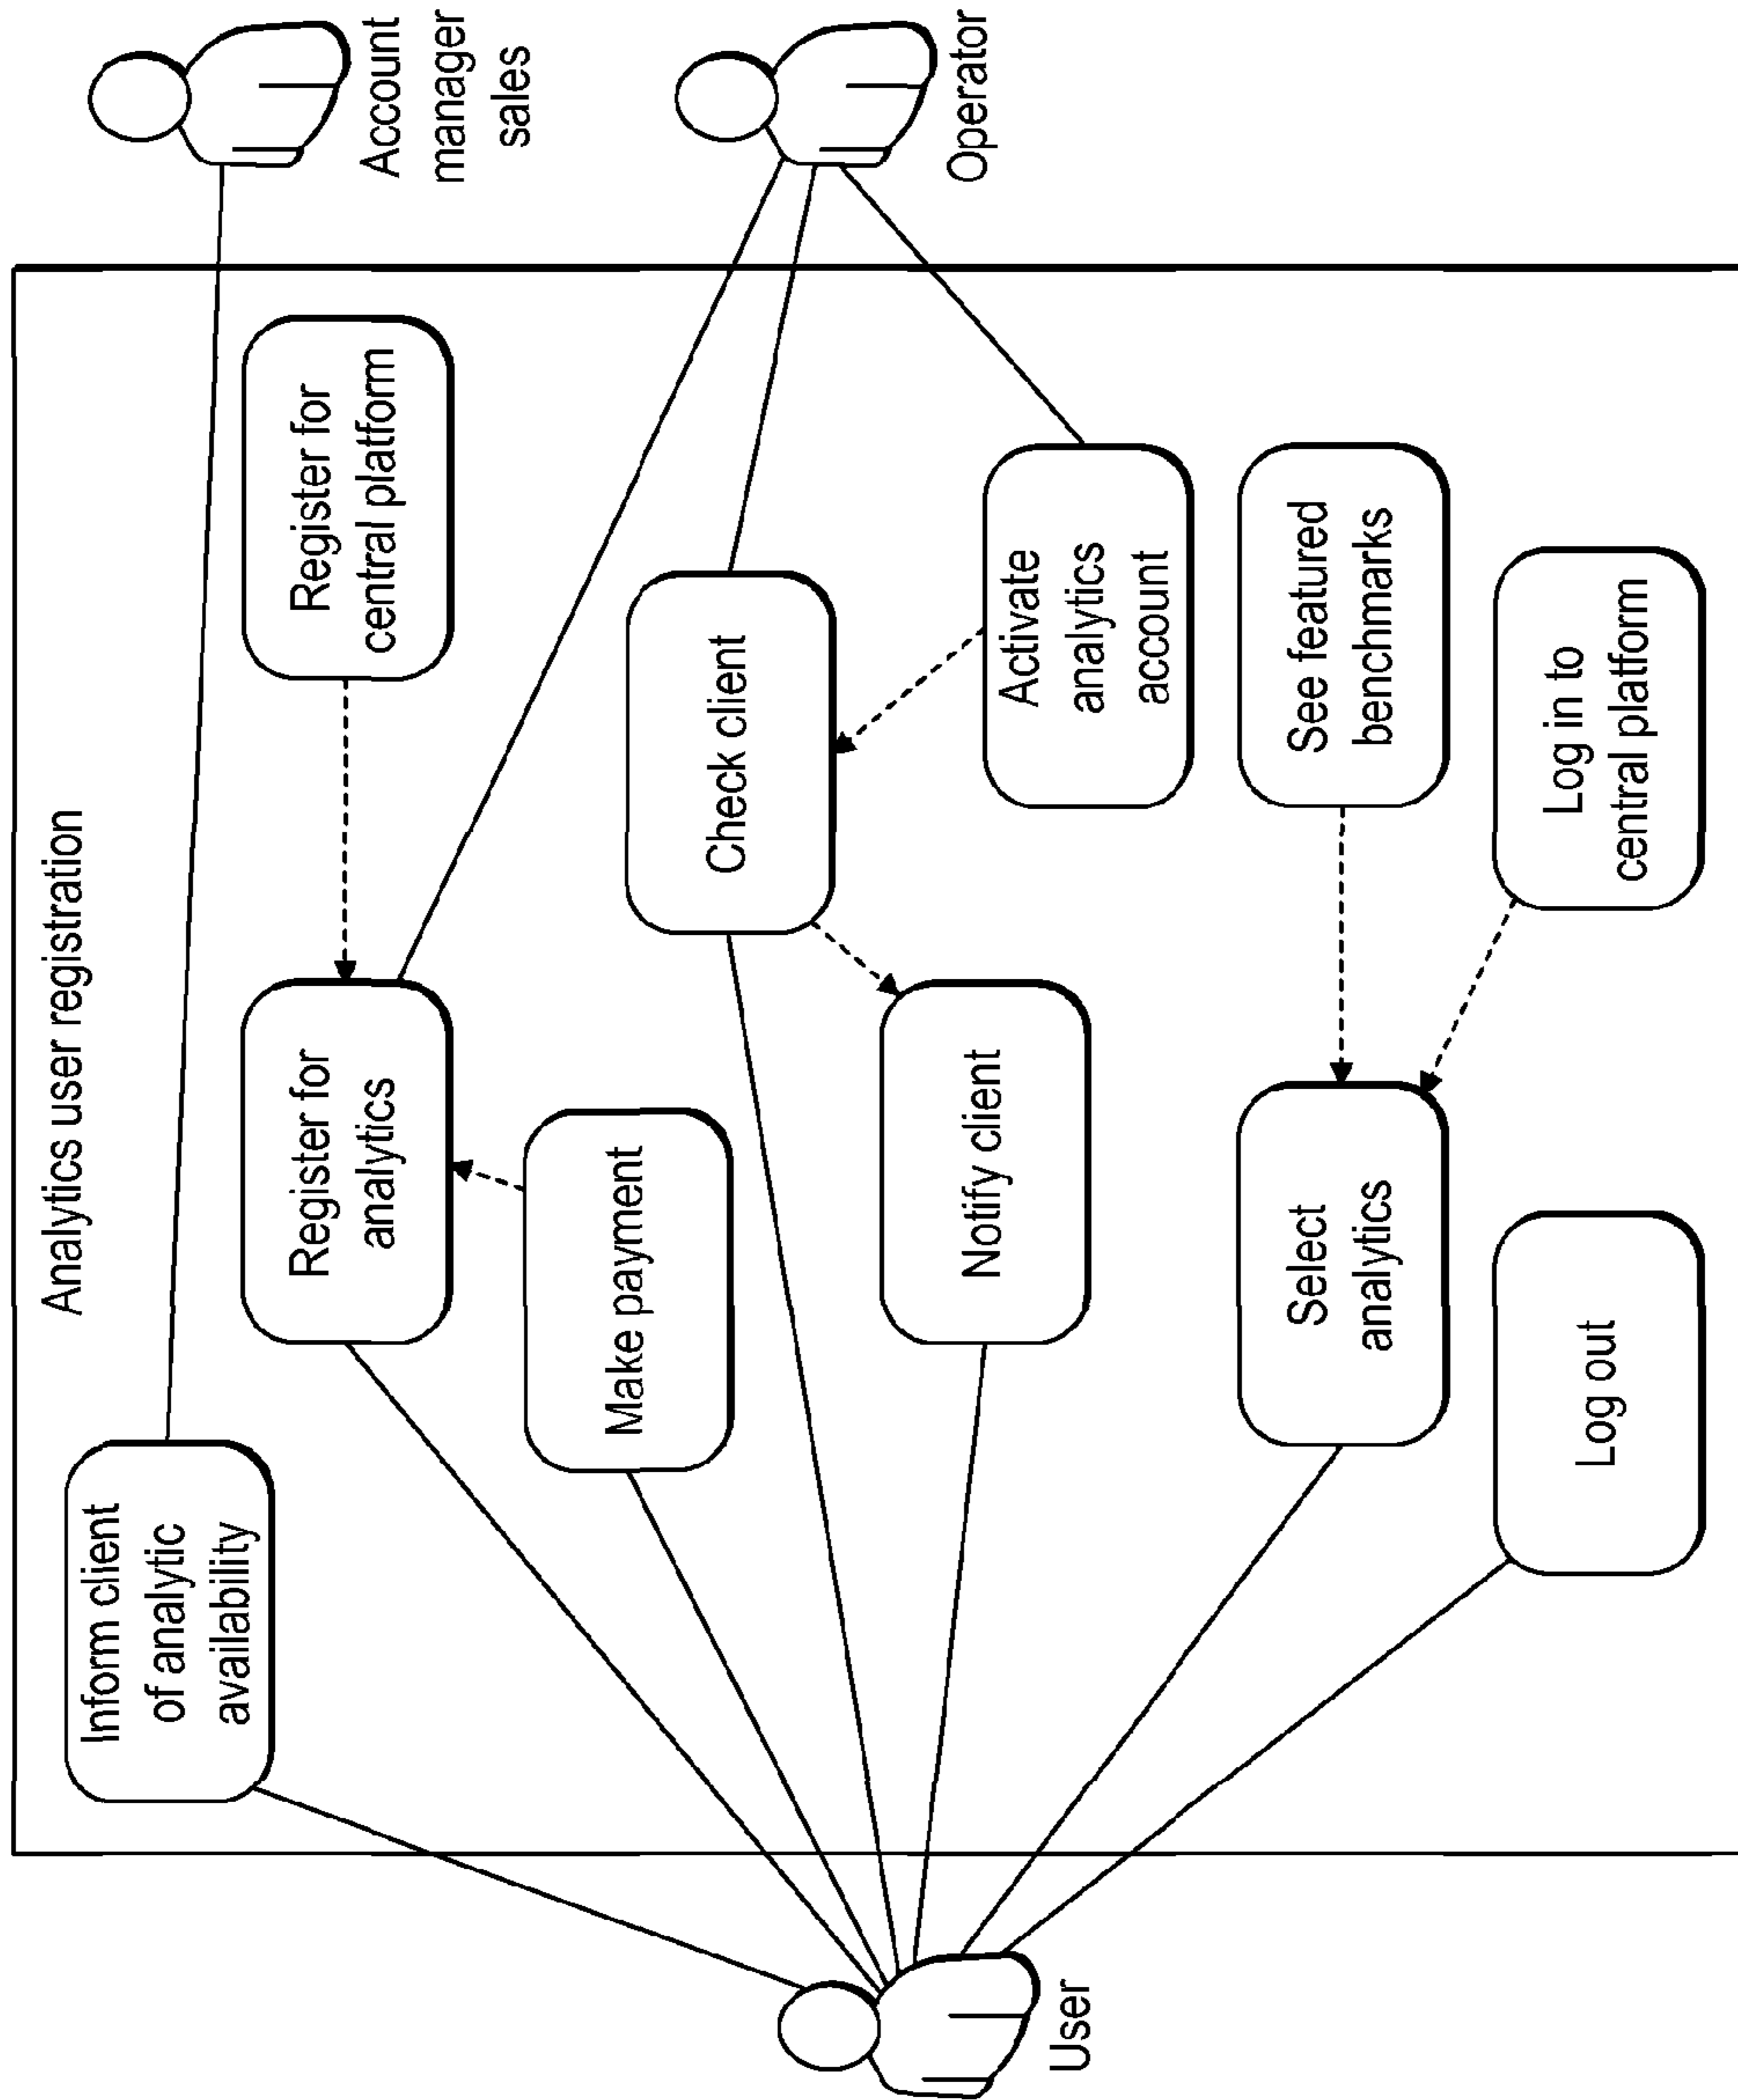 Analytics user registration
Inform client
of analytic
availability
Register for
analytics
Register for
central platform
Account
manager
sales
Make payment
Check client
Operator
Notify client
Activate
analytics
account
User
Select
analytics
See featured
benchmarks
Log out
Log in to
central platform